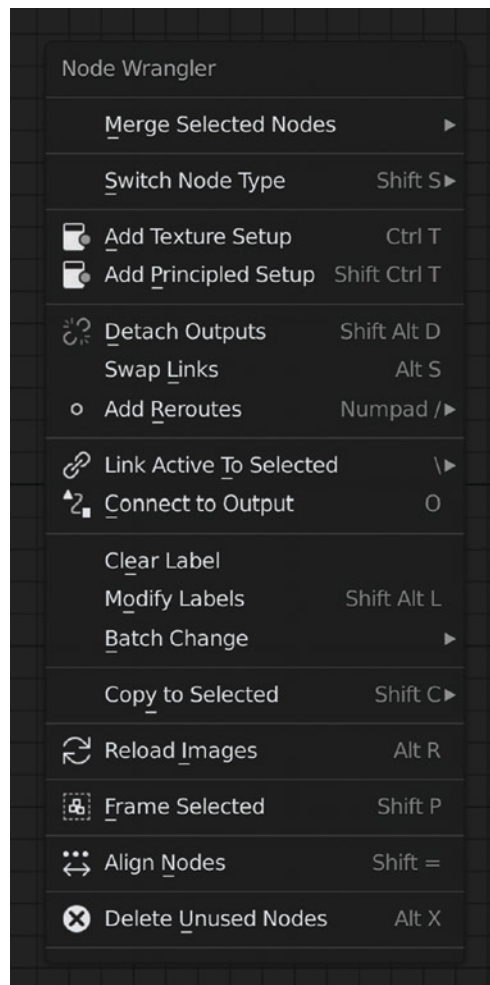 Node Wrangler
Merge Selected Nodes ▶
Switch Node Type Shift S▶
Add Texture Setup Ctrl T
Add Principled Setup Shift Ctrl T
Detach Outputs Shift Alt D
Swap Links Alt S
Add Reroutes Numpad /▶
Link Active To Selected \▶
Connect to Output O
Clear Label
Modify Labels Shift Alt L
Batch Change ▶
Copy to Selected Shift C▶
Reload Images Alt R
Frame Selected Shift P
Align Nodes Shift =
Delete Unused Nodes Alt X